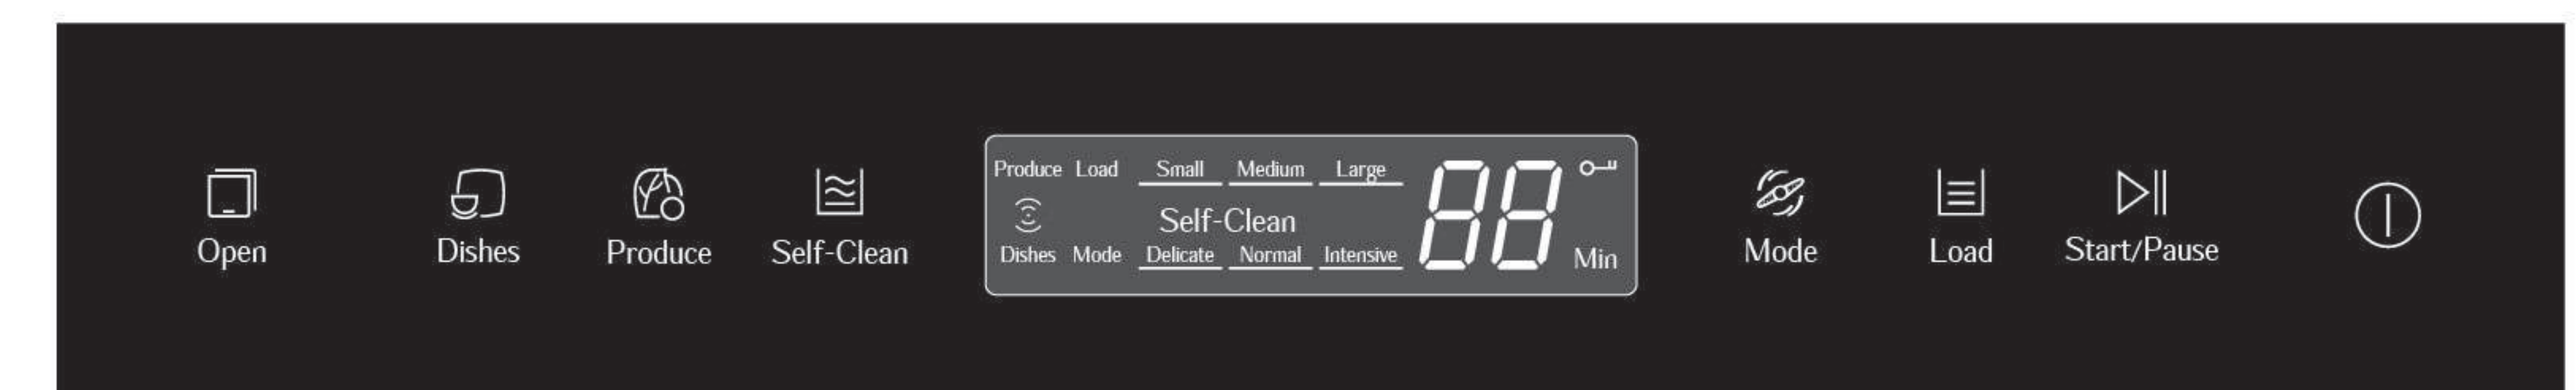 Open
Dishes
Produce
Self-Clean
Produce Load Small Medium Large
Self-Clean
Dishes Mode Delicate Normal Intensive
88
Min
Mode
Load
Start/Pause